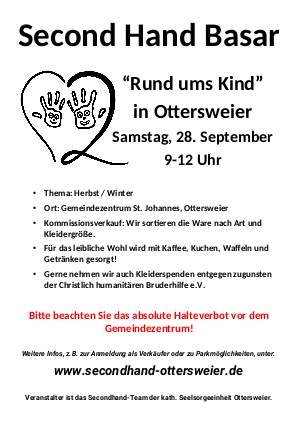 Second Hand Basar
“Rund ums Kind”
in Ottersweier
Samstag, 28. September
9-12 Uhr
• Thema: Herbst / Winter
• Ort: Gemeindezentrum St. Johannes, Ottersweier
• Kommissionsverkauf: Wir sortieren die Ware nach Art und
Kleidergröße.
• Für das leibliche Wohl wird mit Kaffee, Kuchen, Waffeln und
Getränken gesorgt!
• Gerne nehmen wir auch Kleiderspenden entgegen zugunsten
der Christlich humanitären Bruderhilfe e.V.
Bitte beachten Sie das absolute Halteverbot vor dem
Gemeindezentrum!
Weitere Infos, z. B. zur Anmeldung als Verkäufer oder zu Parkmöglichkeiten, unter:
www.secondhand-ottersweier.de
Veranstalter ist das Secondhand-Team der kath. Seelsorgeeinheit Ottersweier.